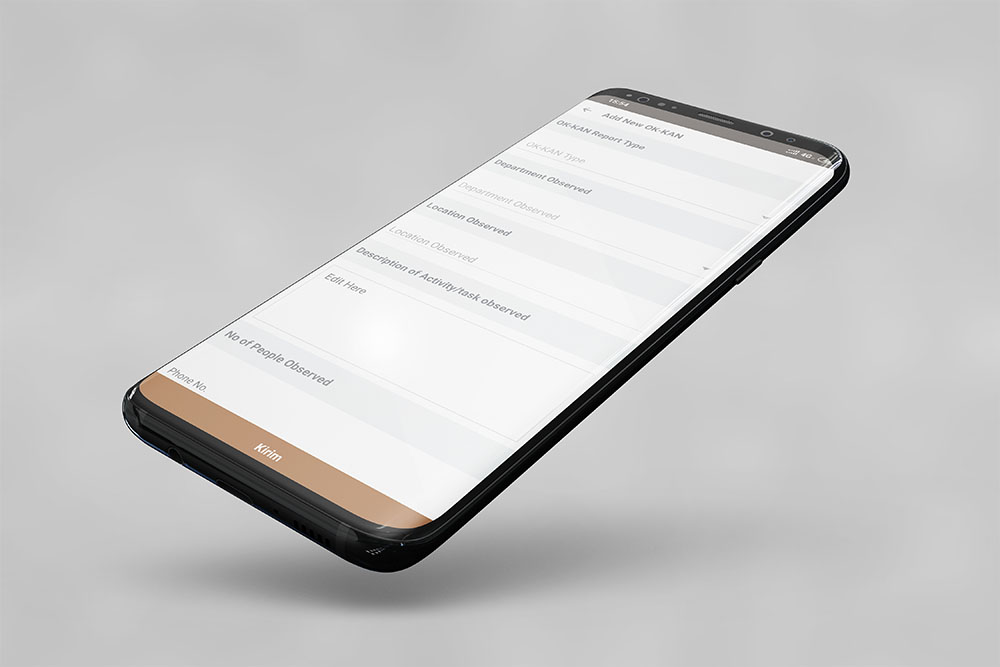 15:54
4G
Add New OK-KAN
OK-KAN Report Type
OK-KAN Type
Department Observed
Department Observed
Location Observed
Location Observed
Description of Activity/task observed
Edit Here
No of People Observed
Phone No.
Kirim